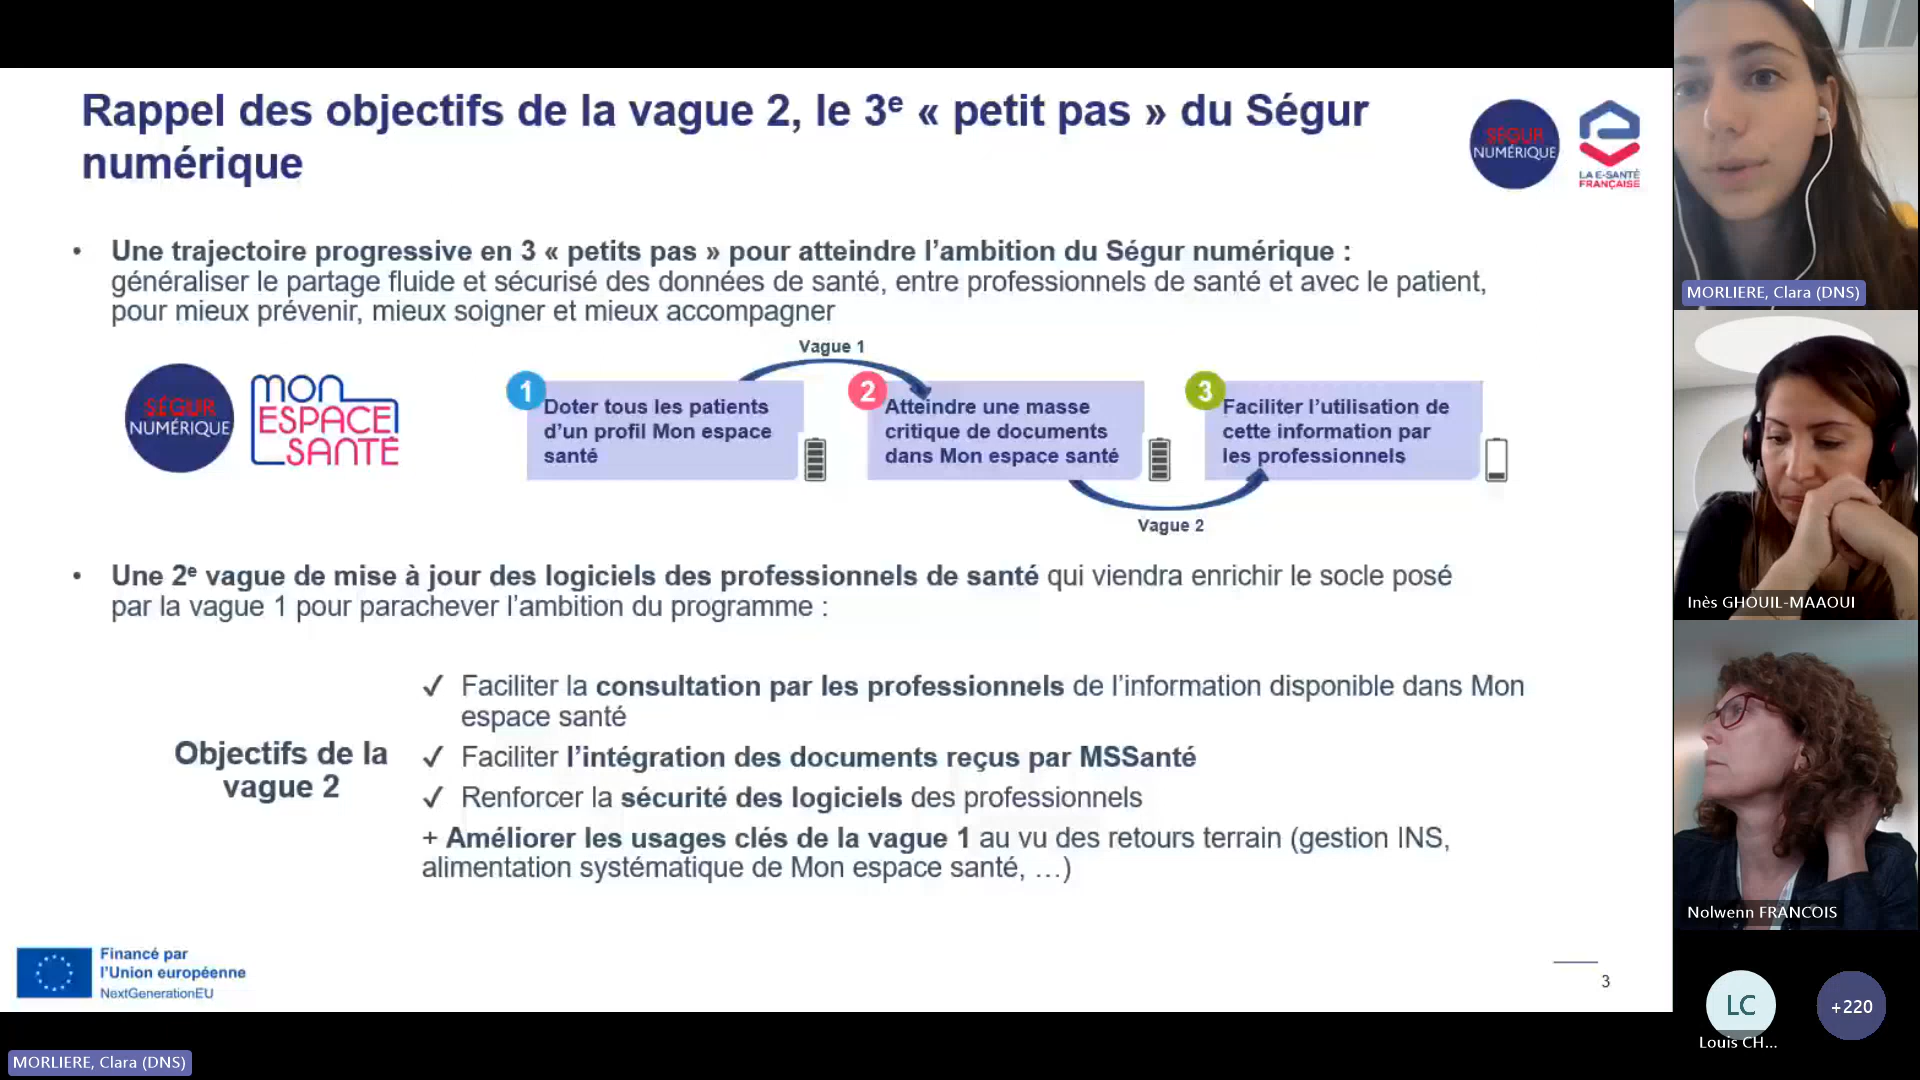 Rappel des objectifs de la vague 2, le 3e « petit pas » du Ségur
numérique
SÉGUR
NUMÉRIQUE
LA E-SANTÉ
FRANÇAISE
• Une trajectoire progressive en 3 « petits pas » pour atteindre l’ambition du Ségur numérique :
généraliser le partage fluide et sécurisé des données de santé, entre professionnels de santé et avec le patient,
pour mieux prévenir, mieux soigner et mieux accompagner
SÉGUR
NUMÉRIQUE
MON
ESPACE
SANTÉ
Vague 1
1
Doter tous les patients
d’un profil Mon espace
santé
2
Atteindre une masse
critique de documents
dans Mon espace santé
3
Faciliter l’utilisation de
cette information par
les professionnels
Vague 2
• Une 2e vague de mise à jour des logiciels des professionnels de santé qui viendra enrichir le socle posé
par la vague 1 pour parachever l’ambition du programme :
Objectifs de la
vague 2
✓ Faciliter la consultation par les professionnels de l’information disponible dans Mon
espace santé
✓ Faciliter l’intégration des documents reçus par MSSanté
✓ Renforcer la sécurité des logiciels des professionnels
+ Améliorer les usages clés de la vague 1 au vu des retours terrain (gestion INS,
alimentation systématique de Mon espace santé, …)
Financé par
l’Union européenne
NextGenerationEU
3
MORLIERE, Clara (DNS)
MORLIERE, Clara (DNS)
Inès GHOUIL-MAAOUI
Nolwenn FRANCOIS
LC
Louis CH...
+220